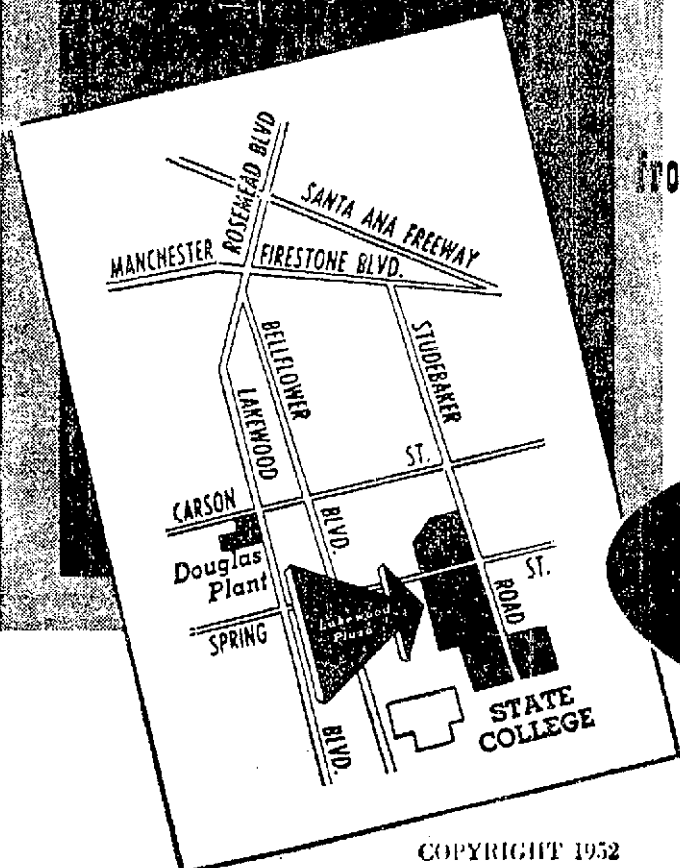 fro
ROSEMEAD BLVD
SANTA ANA FREEWAY
MANCHESTER
FIRESTONE BLVD.
BELLFLOWER
STUDEBAKER
LAKEWOOD
ST.
CARSON
BLVD.
Douglas
Plant
ST.
ROAD
Lakewood
Plaza
SPRING
STATE
COLLEGE
BLVD.
COPYRIGHT 1952